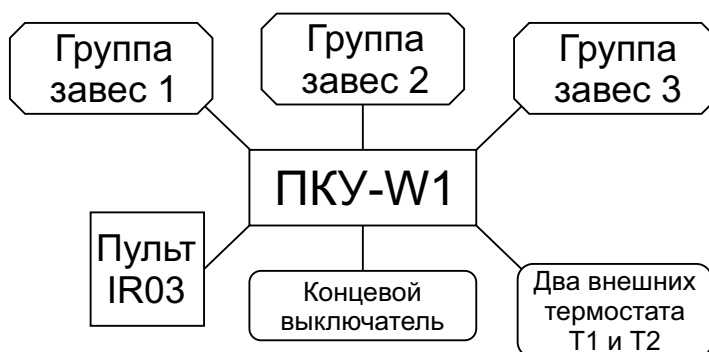 Группа
завес 1
Группа
завес 2
Группа
завес 3
ПКУ-W1
Пульт
IR03
Концевой
выключатель
Два внешних
термостата
T1 и T2